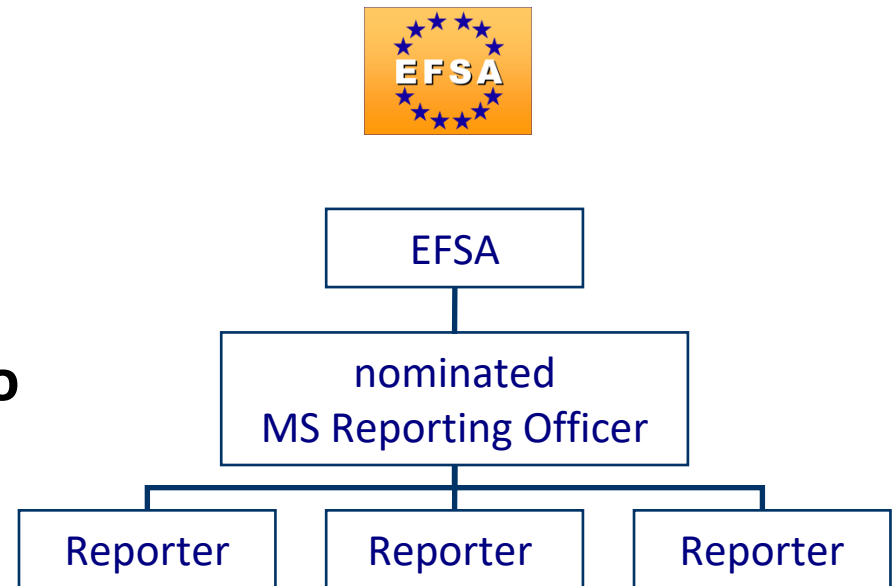 EFSA
EFSA
nominated
o
MS Reporting Officer
Reporter Reporter Reporter